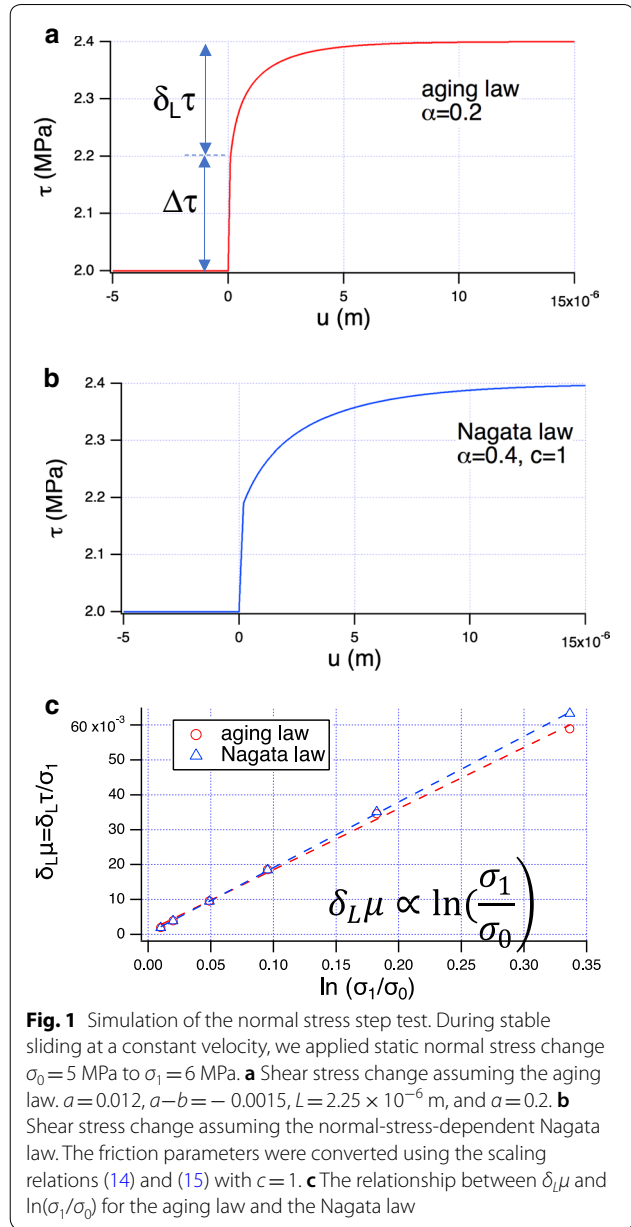 a
2.4
2.3
2.2
2.1
2.0
τ (MPa)
δLτ
Δτ
aging law
α=0.2
-5 0 5 10 15x10⁻⁶
u (m)
b
2.4
2.3
2.2
2.1
2.0
τ (MPa)
Nagata law
α=0.4, c=1
-5 0 5 10 15x10⁻⁶
u (m)
c
60 x10⁻³
50
40
30
20
10
0
δLμ=δLτ/σ1
aging law
Nagata law
δLμ ∝ ln(σ1/σ0)
0.00 0.05 0.10 0.15 0.20 0.25 0.30 0.35
ln (σ1/σ0)
Fig. 1 Simulation of the normal stress step test. During stable
sliding at a constant velocity, we applied static normal stress change
σ0 = 5 MPa to σ1 = 6 MPa. a Shear stress change assuming the aging
law. a = 0.012, a–b = − 0.0015, L = 2.25 × 10⁻⁶ m, and α = 0.2. b
Shear stress change assuming the normal-stress-dependent Nagata
law. The friction parameters were converted using the scaling
relations (14) and (15) with c = 1. c The relationship between δLμ and
ln(σ1/σ0) for the aging law and the Nagata law